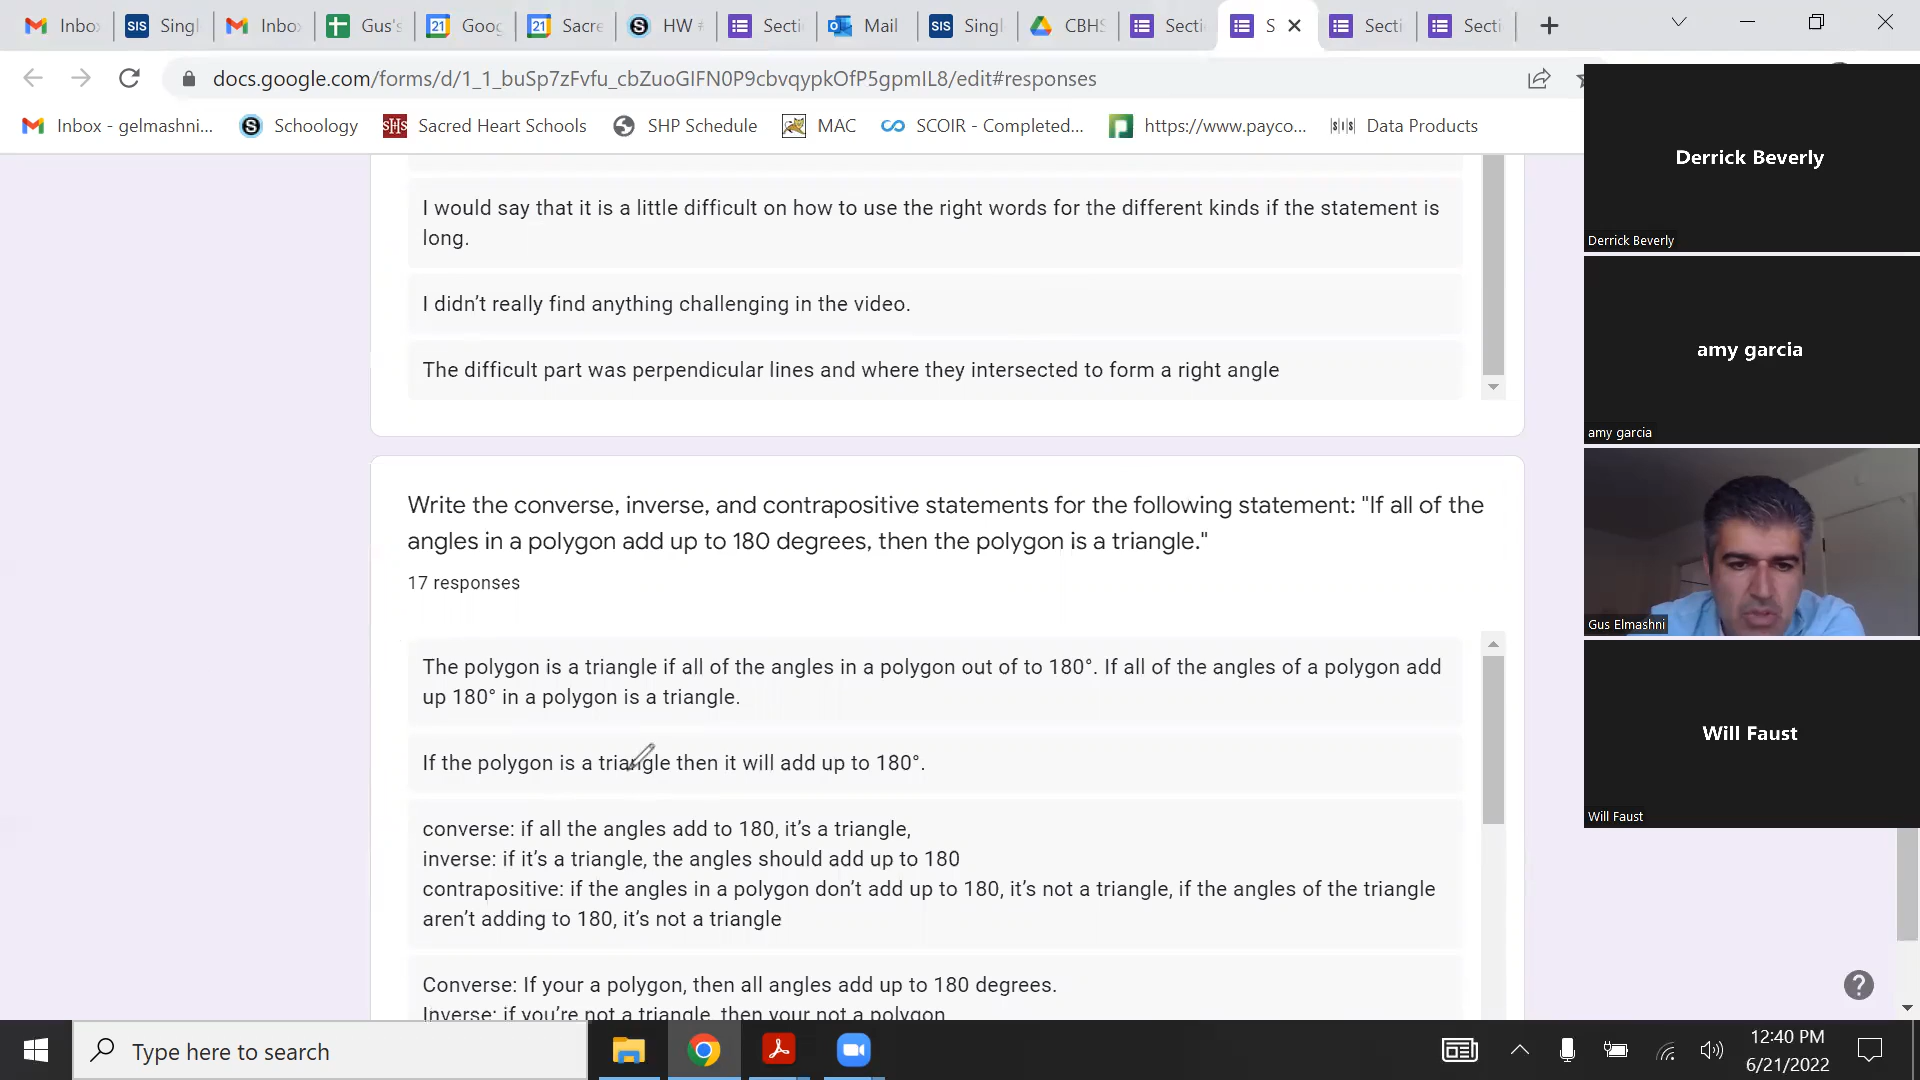 Inbo
Singl
Inbo
Gus's
Goog
Sacre
HW #
Secti
Mail
Singl
CBHS
Secti
S
Secti
Secti
docs.google.com/forms/d/1_1_buSp7zFvfu_cbZuoGIFN0P9cbvqypkOfP5gpmIL8/edit#responses
Inbox - gelmashni...
Schoology
Sacred Heart Schools
SHP Schedule
MAC
SCOIR - Completed...
https://www.payco...
Data Products
I would say that it is a little difficult on how to use the right words for the different kinds if the statement is
long.
I didn't really find anything challenging in the video.
The difficult part was perpendicular lines and where they intersected to form a right angle
Write the converse, inverse, and contrapositive statements for the following statement: "If all of the
angles in a polygon add up to 180 degrees, then the polygon is a triangle."
17 responses
The polygon is a triangle if all of the angles in a polygon out of to 180°. If all of the angles of a polygon add
up 180° in a polygon is a triangle.
If the polygon is a triangle then it will add up to 180°.
converse: if all the angles add to 180, it's a triangle,
inverse: if it's a triangle, the angles should add up to 180
contrapositive: if the angles in a polygon don't add up to 180, it's not a triangle, if the angles of the triangle
aren't adding to 180, it's not a triangle
Converse: If your a polygon, then all angles add up to 180 degrees.
Inverse: if you're not a triangle, then your not a polygon
Derrick Beverly
Derrick Beverly
amy garcia
amy garcia
Gus Elmashni
Will Faust
Will Faust
Type here to search
12:40 PM
6/21/2022